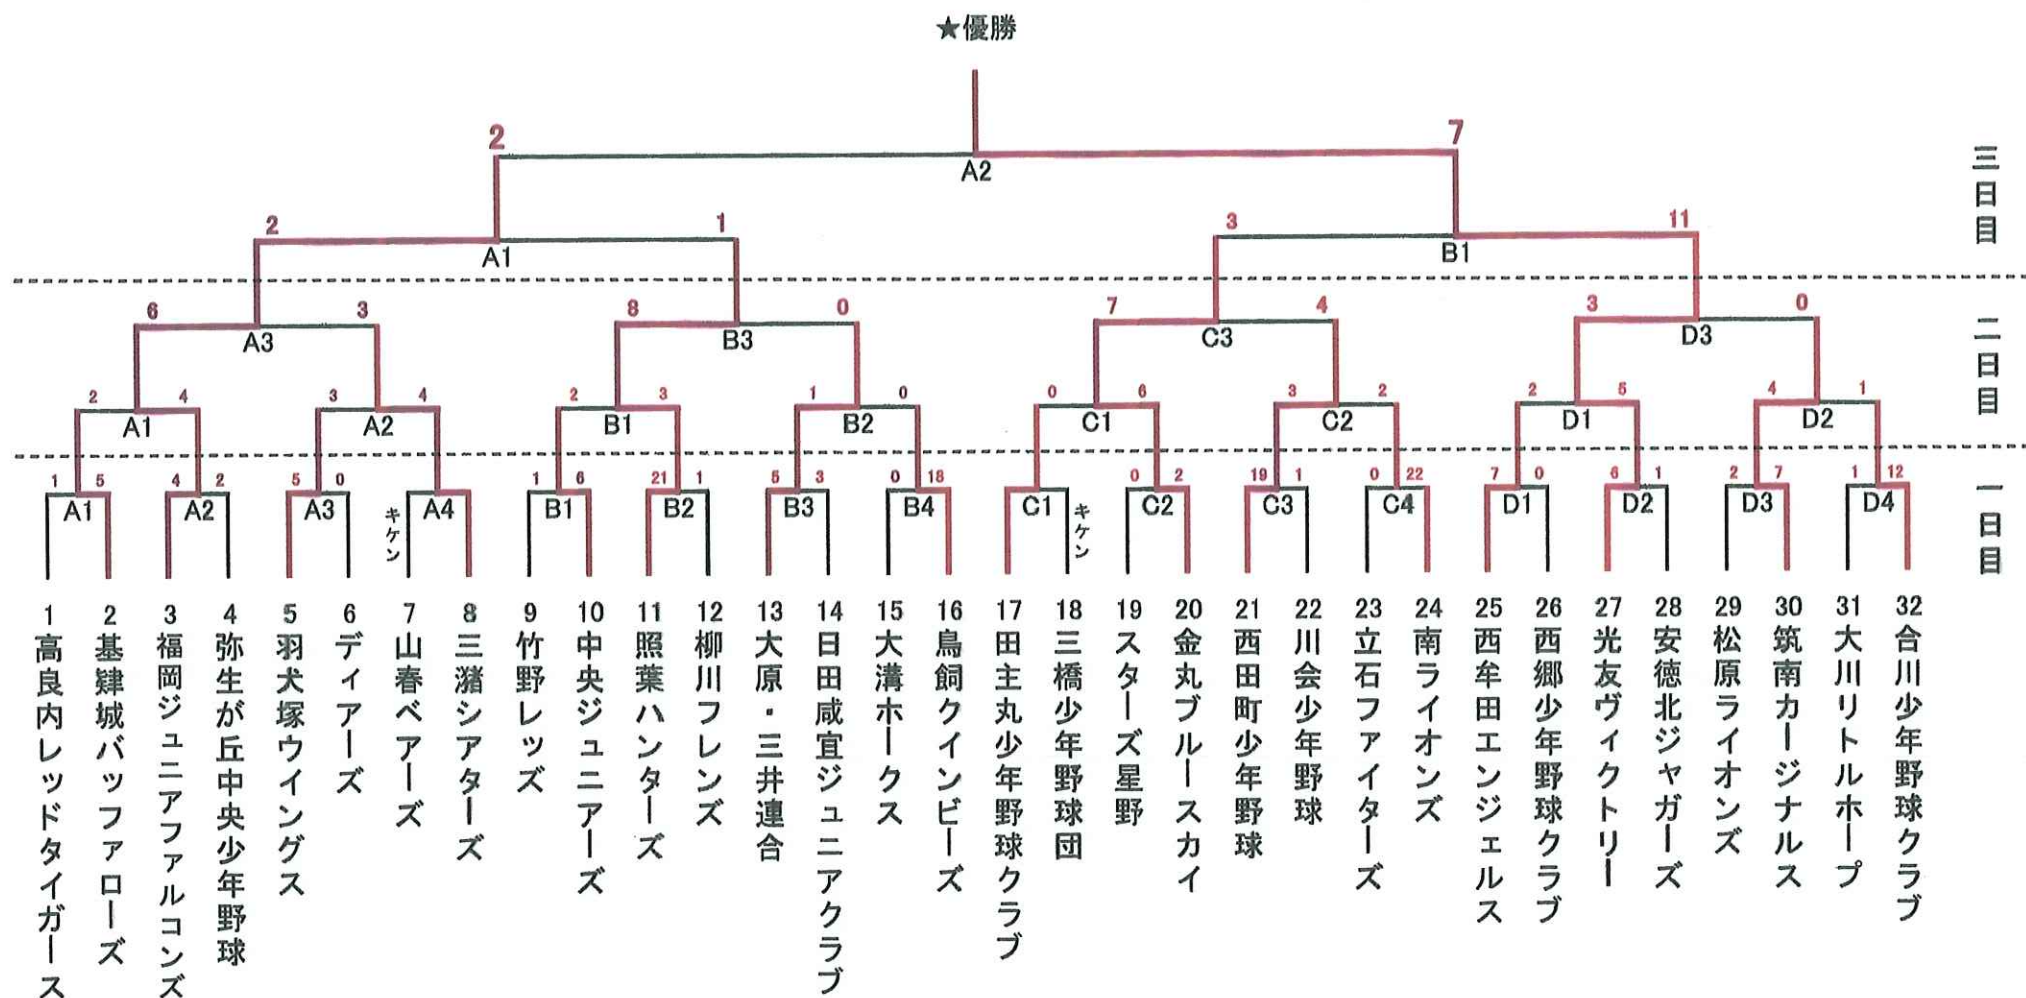 ★優勝
2 7
A2
三日目
2 1 3 11
A1 B1
6 3 8 0 7 4 3 0
A3 B3 C3 D3
二日目
2 4 3 4 2 3 1 0 0 6 3 2 2 5 4 1
A1 A2 B1 B2 C1 C2 D1 D2
1 5 4 2 5 0 1 6 21 1 5 3 0 18 0 2 19 1 0 22 7 0 6 1 2 7 1 12
A1 A2 A3 A4 B1 B2 B3 B4 C1 C2 C3 C4 D1 D2 D3 D4
キケン
キケン
一日目
1 高良内レッドタイガース
2 基肄城バッファローズ
3 福岡ジュニアファルコンズ
4 弥生が丘中央少年野球
5 羽犬塚ウイングス
6 ディアーズ
7 山春ベアーズ
8 三潴シアターズ
9 竹野レッズ
10 中央ジュニアーズ
11 照葉ハンターズ
12 柳川フレンズ
13 大原・三井連合
14 日田咸宜ジュニアクラブ
15 大溝ホークス
16 鳥飼クインビーズ
17 田主丸少年野球クラブ
18 三橋少年野球団
19 スターズ星野
20 金丸ブルースカイ
21 西田町少年野球
22 川会少年野球
23 立石ファイターズ
24 南ライオンズ
25 西牟田エンジェルス
26 西郷少年野球クラブ
27 光友ヴィクトリー
28 安徳北ジャガーズ
29 松原ライオンズ
30 筑南カージナルス
31 大川リトルホープ
32 合川少年野球クラブ